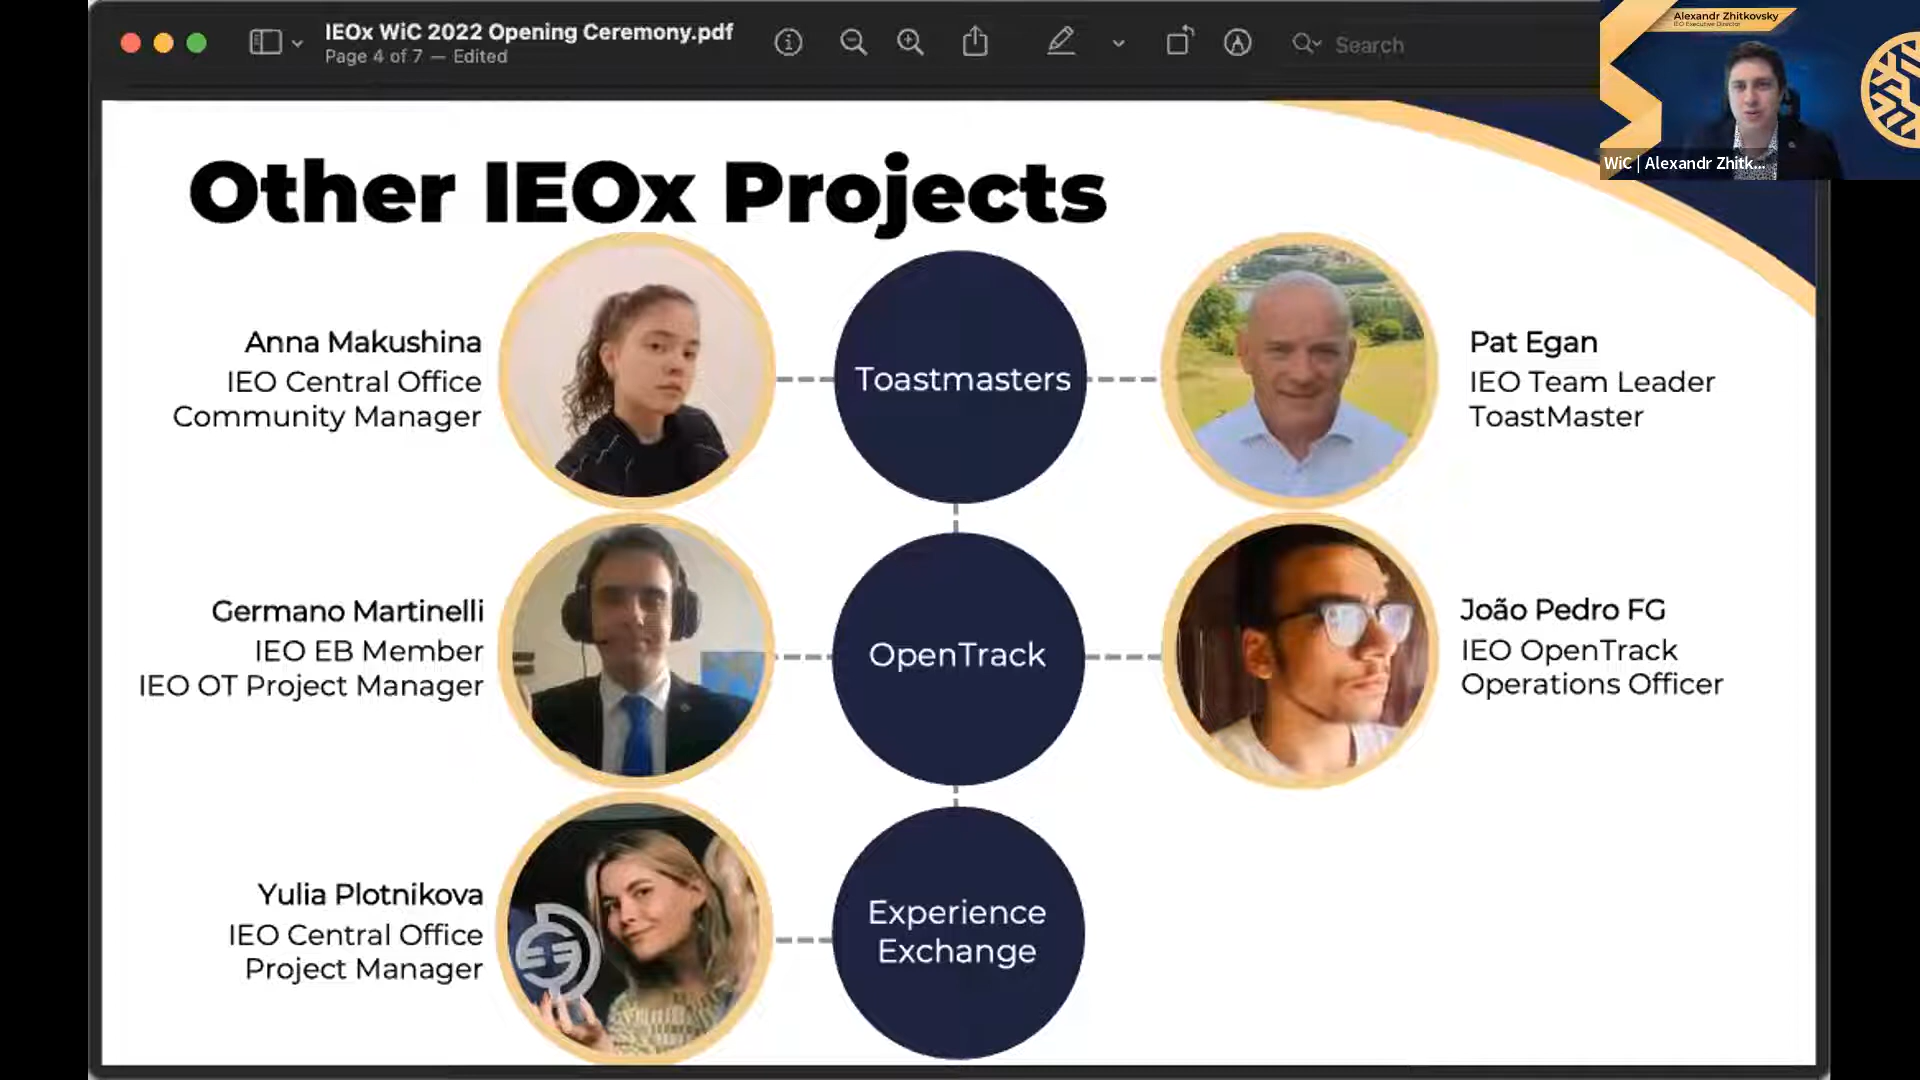 IEOx WiC 2022 Opening Ceremony.pdf
Page 4 of 7 — Edited
Search
Alexandr Zhitkovsky
IEO Executive Director
WiC | Alexandr Zhitk...
Other IEOx Projects
Anna Makushina
IEO Central Office
Community Manager
Toastmasters
Pat Egan
IEO Team Leader
ToastMaster
Germano Martinelli
IEO EB Member
IEO OT Project Manager
OpenTrack
João Pedro FG
IEO OpenTrack
Operations Officer
Yulia Plotnikova
IEO Central Office
Project Manager
Experience
Exchange